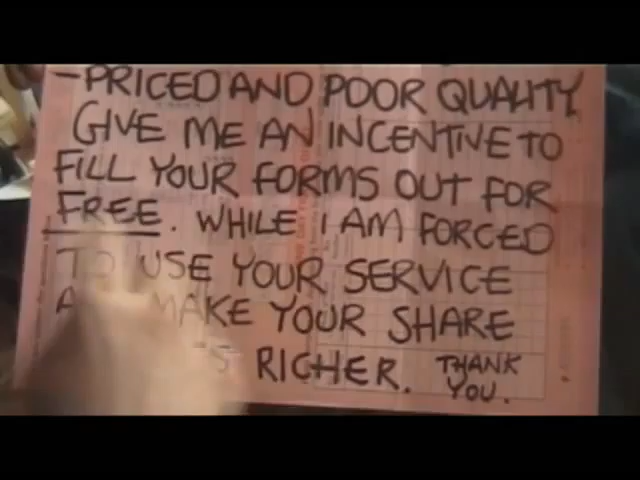 -PRICED AND POOR QUALITY
GIVE ME AN INCENTIVE TO
FILL YOUR FORMS OUT FOR
FREE. WHILE I AM FORCED
TO USE YOUR SERVICE
MAKE YOUR SHARE
RICHER. THANK
YOU.